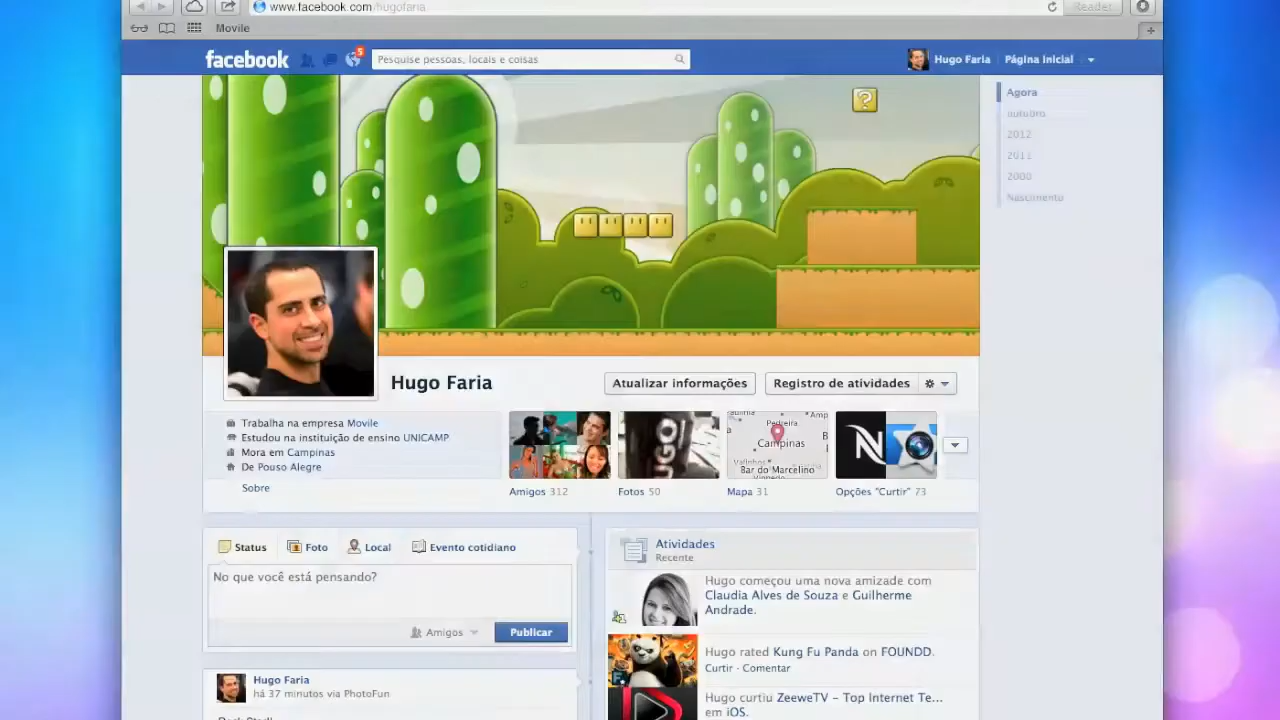 www.facebook.com/hugofaria
Reader
Movile
facebook
5
Pesquise pessoas, locais e coisas
Hugo Faria
Página inicial
Agora
outubro
2012
2011
2000
Nascimento
?
Hugo Faria
Atualizar informações
Registro de atividades
Trabalha na empresa Movile
Estudou na instituição de ensino UNICAMP
Mora em Campinas
De Pouso Alegre
Sobre
Pedreira
Campinas
Bar do Marcelino
Amigos 312
Fotos 50
Mapa 31
Opções "Curtir" 73
Status
Foto
Local
Evento cotidiano
No que você está pensando?
Amigos
Publicar
Hugo Faria
há 37 minutos via PhotoFun
Atividades
Recente
Hugo começou uma nova amizade com
Claudia Alves de Souza e Guilherme
Andrade.
Hugo rated Kung Fu Panda on FOUNDD.
Curtir · Comentar
Hugo curtiu ZeeweTV – Top Internet Te...
em iOS.